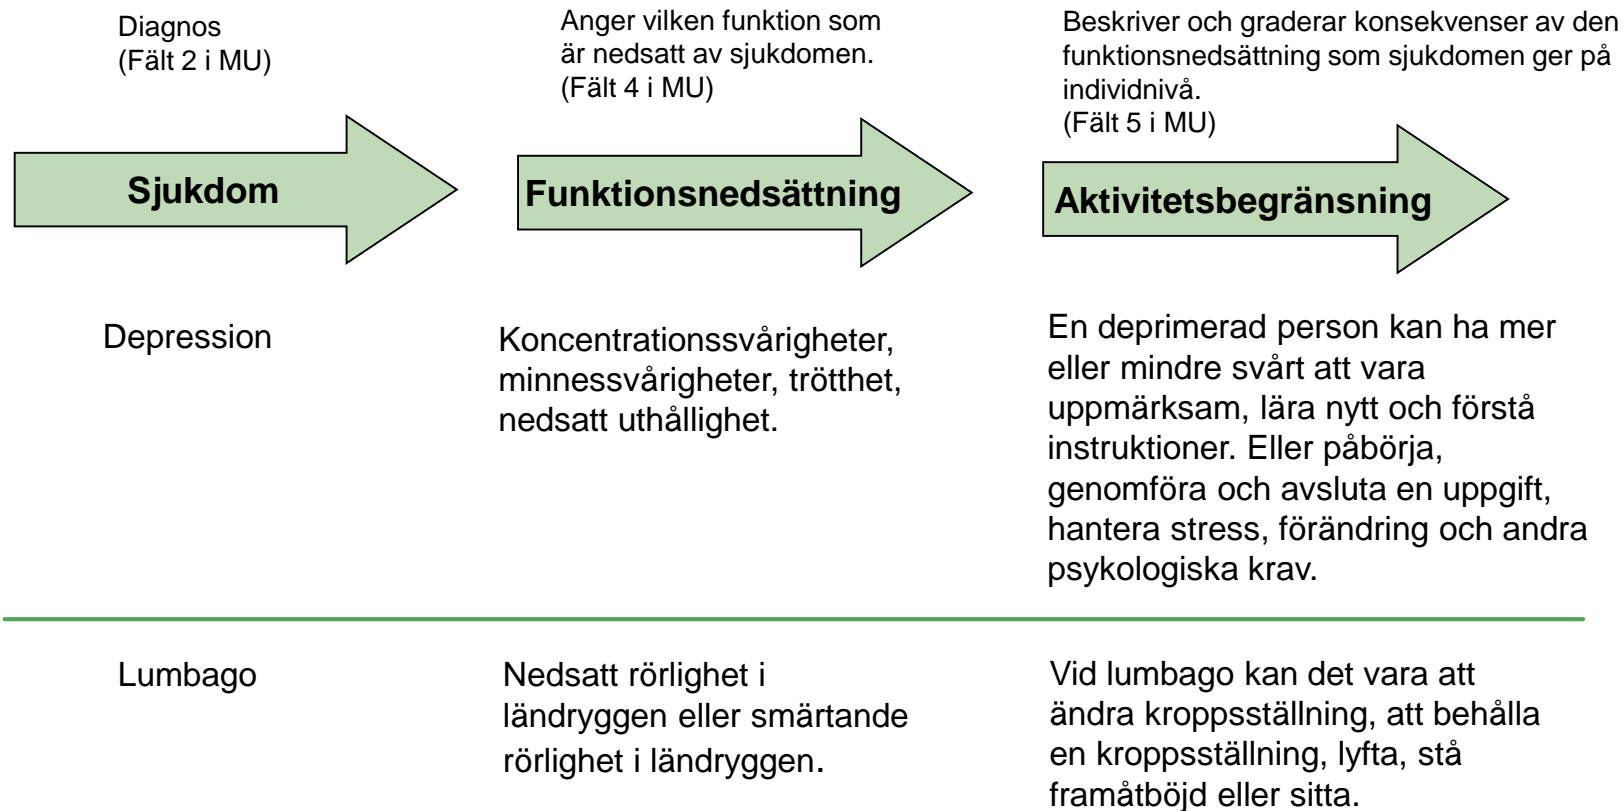 Diagnos
(Fält 2 i MU)
Anger vilken funktion som
är nedsatt av sjukdomen.
(Fält 4 i MU)
Beskriver och graderar konsekvenser av den
funktionsnedsättning som sjukdomen ger på
individnivå.
(Fält 5 i MU)
Sjukdom
Funktionsnedsättning
Aktivitetsbegränsning
Depression
Koncentrationssvårigheter,
minnessvårigheter, trötthet,
nedsatt uthållighet.
En deprimerad person kan ha mer
eller mindre svårt att vara
uppmärksam, lära nytt och förstå
instruktioner. Eller påbörja,
genomföra och avsluta en uppgift,
hantera stress, förändring och andra
psykologiska krav.
Lumbago
Nedsatt rörlighet i
ländryggen eller smärtande
rörlighet i ländryggen.
Vid lumbago kan det vara att
ändra kroppsställning, att behålla
en kroppsställning, lyfta, stå
framåtböjd eller sitta.